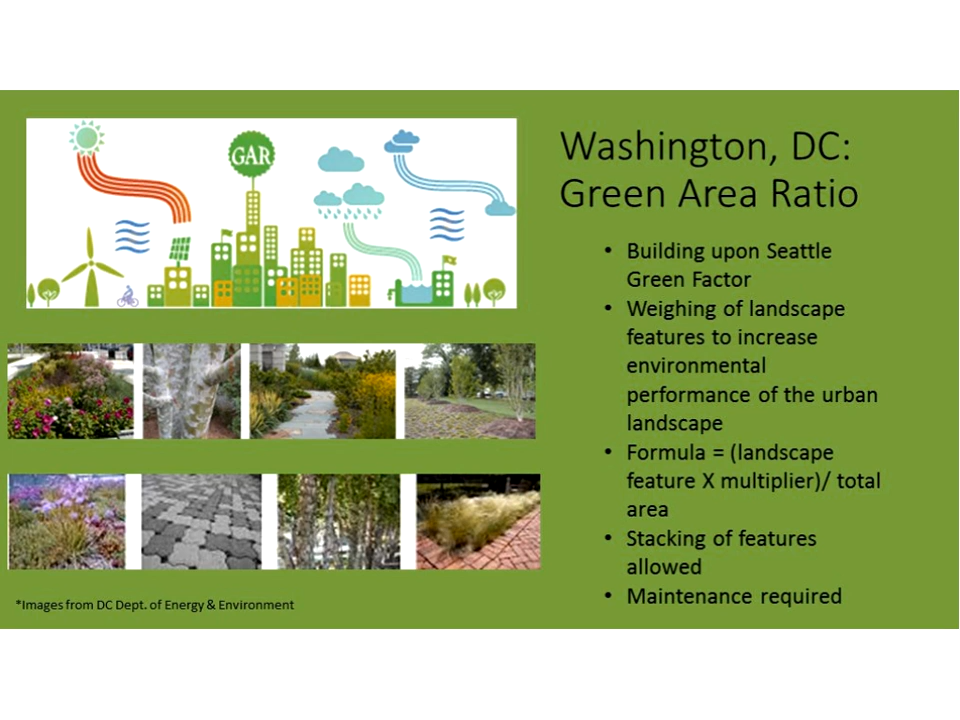 GAR
Washington, DC:
Green Area Ratio
• Building upon Seattle
Green Factor
• Weighing of landscape
features to increase
environmental
performance of the urban
landscape
• Formula = (landscape
feature X multiplier)/ total
area
• Stacking of features
allowed
• Maintenance required
*Images from DC Dept. of Energy & Environment